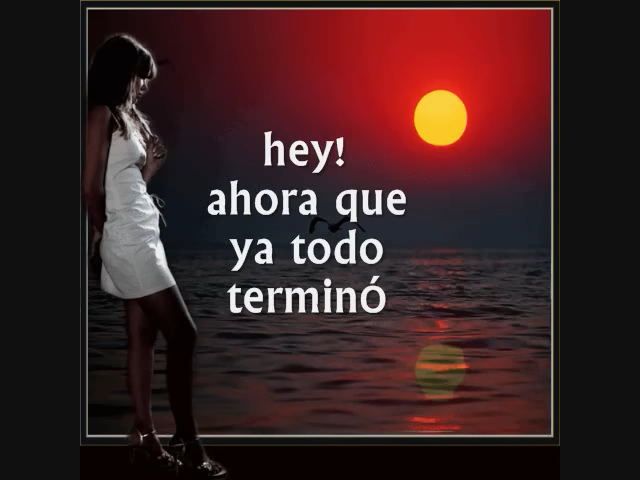 hey!
ahora que
ya todo
terminó